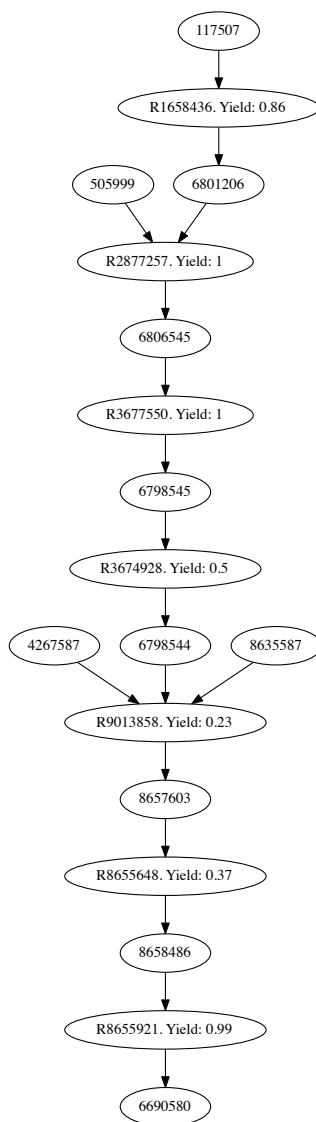 117507
R1658436. Yield: 0.86
505999
6801206
R2877257. Yield: 1
6806545
R3677550. Yield: 1
6798545
R3674928. Yield: 0.5
4267587
6798544
8635587
R9013858. Yield: 0.23
8657603
R8655648. Yield: 0.37
8658486
R8655921. Yield: 0.99
6690580